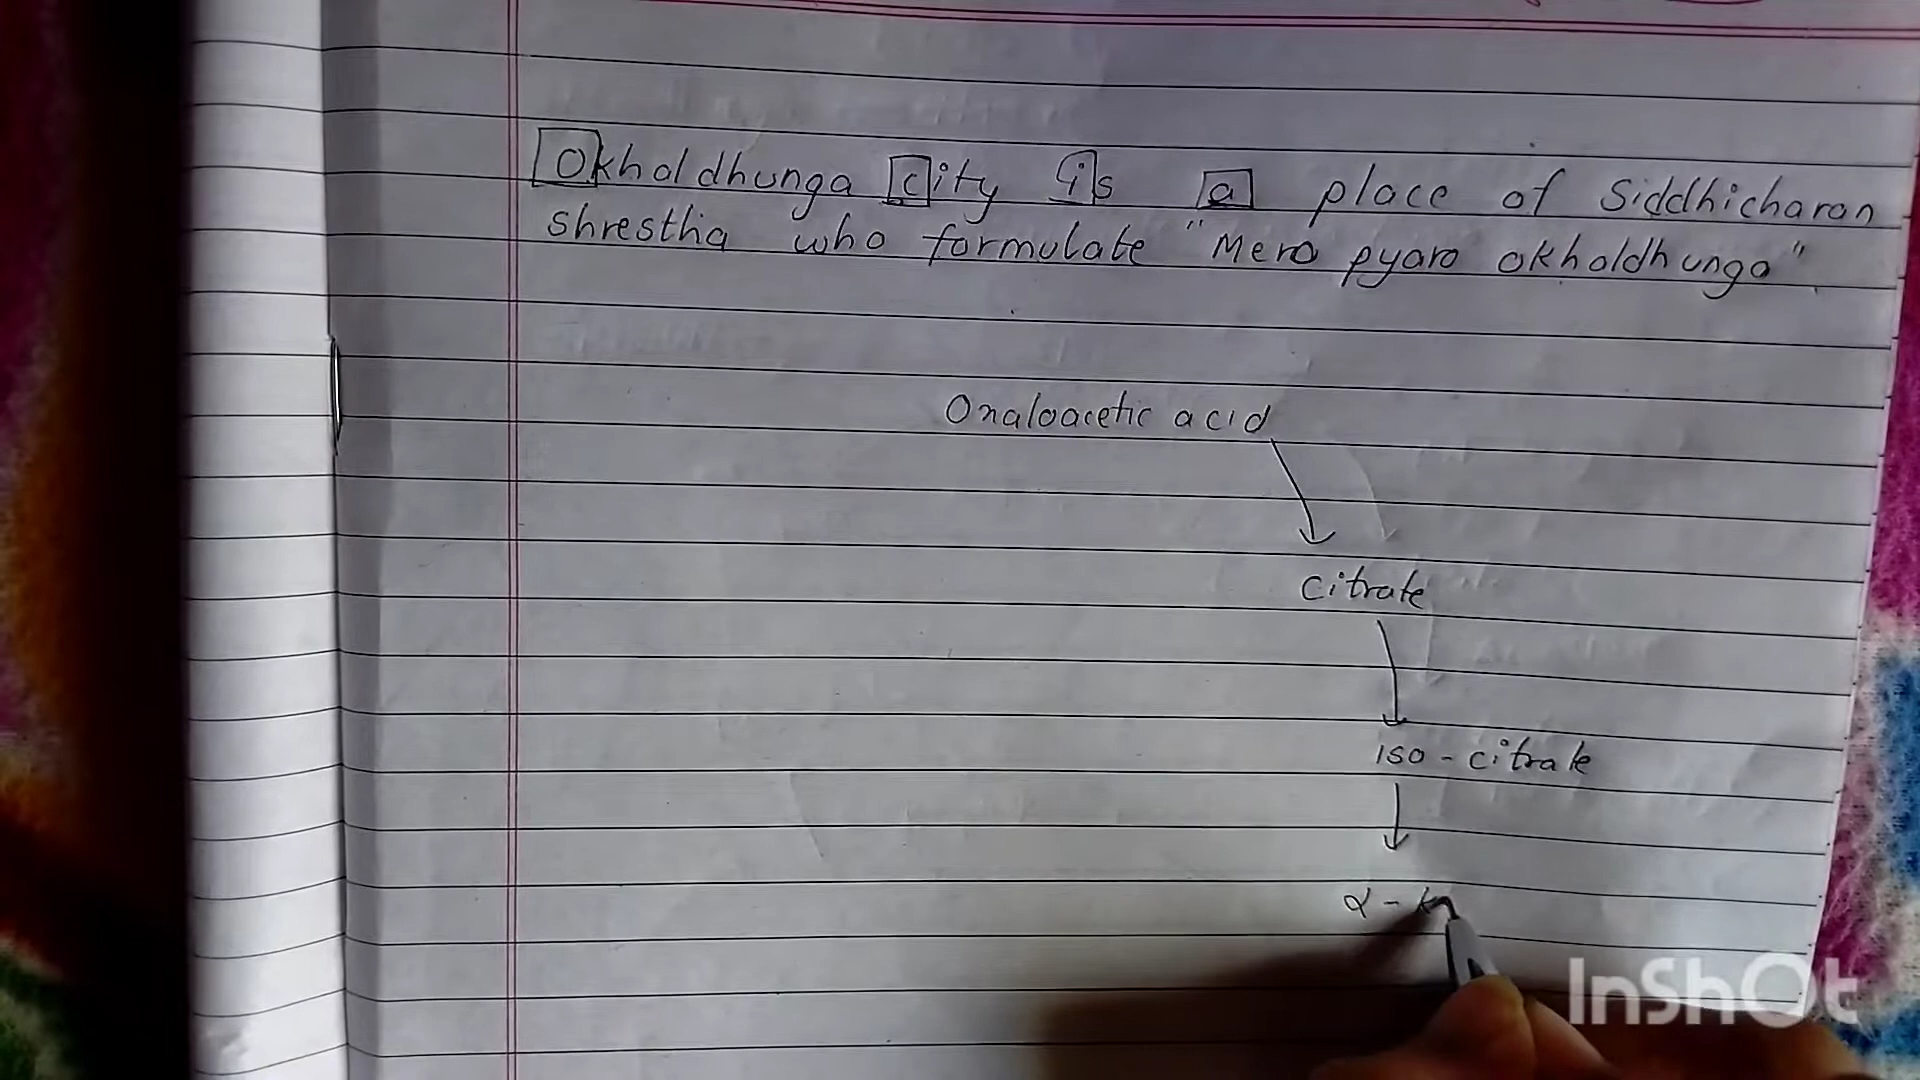 Okholdhunga city is a place of Siddhicharan
shrestha who formulate "Mero pyaro okholdhunga"
Oxaloacetic acid
Citrate
iso - citrate
α - k
InShOt